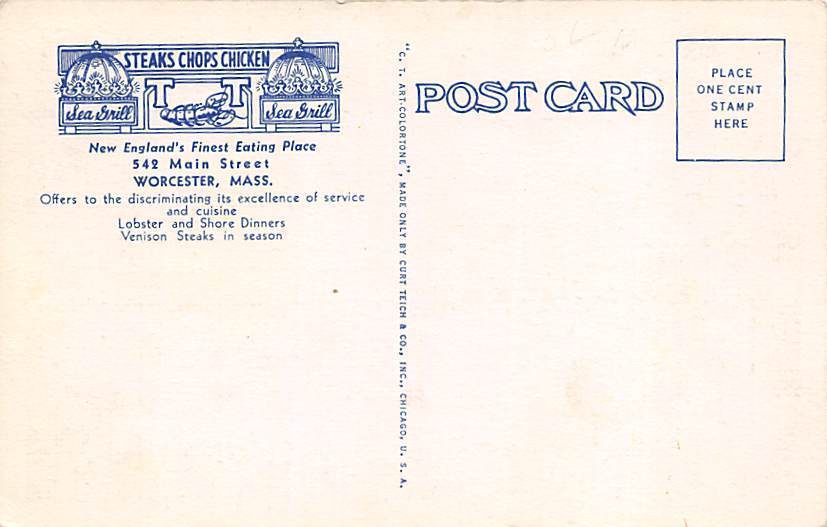 STEAKS CHOPS CHICKEN
Sea Grill
T T
Sea Grill
New England's Finest Eating Place
542 Main Street
WORCESTER, MASS.
Offers to the discriminating its excellence of service
and cuisine
Lobster and Shore Dinners
Venison Steaks in season
"C. T. ART-COLORTONE", MADE ONLY BY CURT TEICH & CO., INC., CHICAGO, U. S. A.
POST CARD
PLACE
ONE CENT
STAMP
HERE